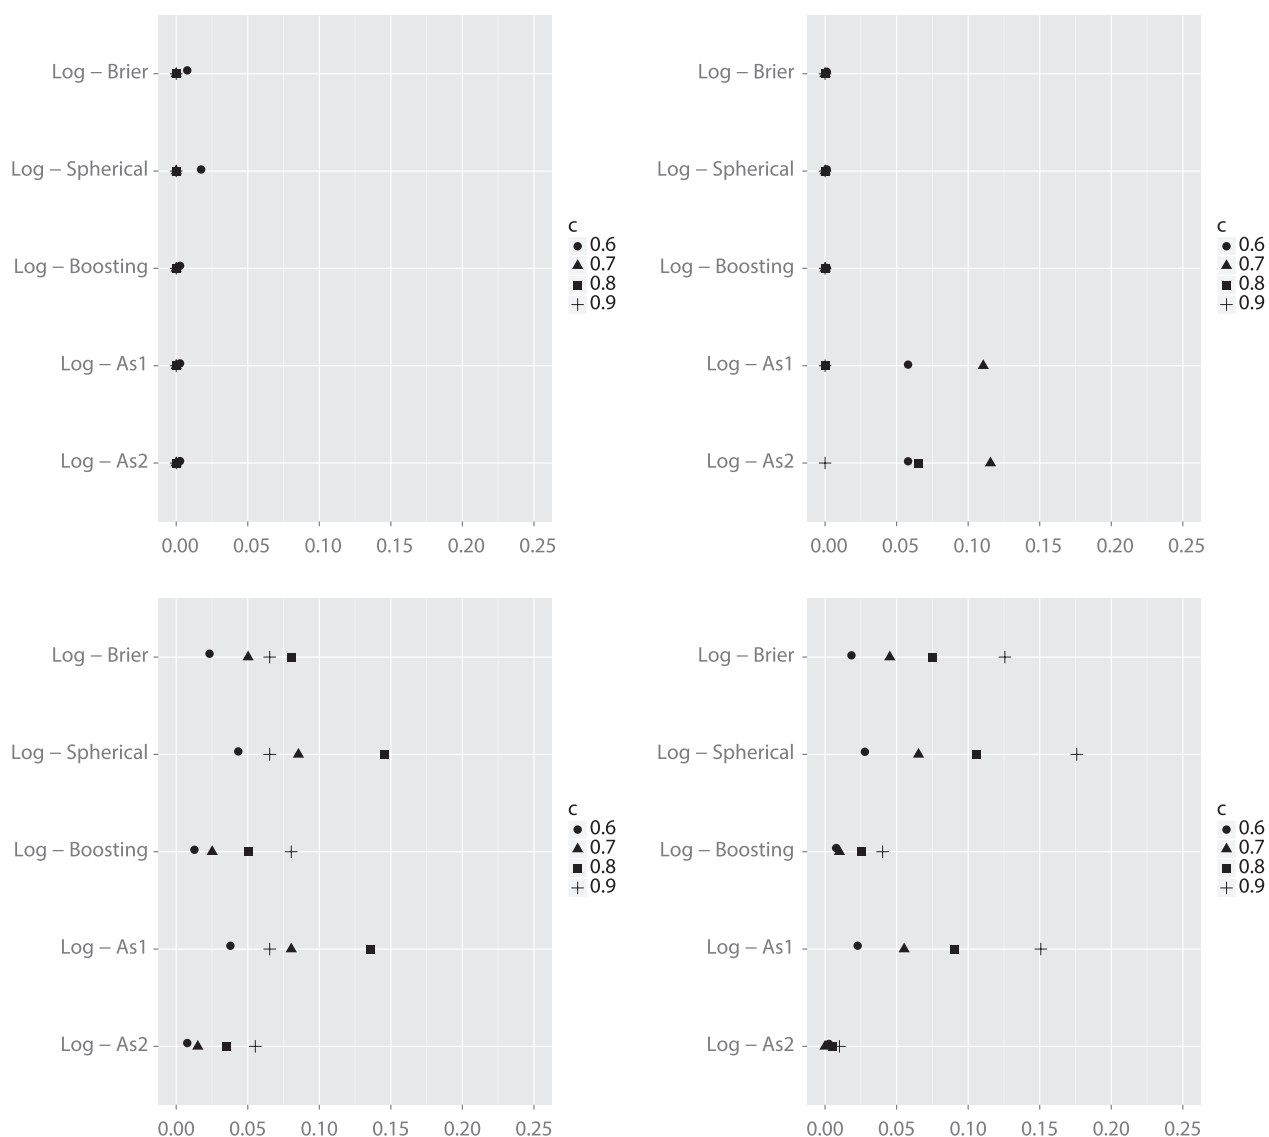 Log – Brier
Log – Spherical
Log – Boosting
Log – As1
Log – As2
0.00 0.05 0.10 0.15 0.20 0.25
c
0.6
0.7
0.8
0.9
Log – Brier
Log – Spherical
Log – Boosting
Log – As1
Log – As2
0.00 0.05 0.10 0.15 0.20 0.25
c
0.6
0.7
0.8
0.9
Log – Brier
Log – Spherical
Log – Boosting
Log – As1
Log – As2
0.00 0.05 0.10 0.15 0.20 0.25
c
0.6
0.7
0.8
0.9
Log – Brier
Log – Spherical
Log – Boosting
Log – As1
Log – As2
0.00 0.05 0.10 0.15 0.20 0.25
c
0.6
0.7
0.8
0.9